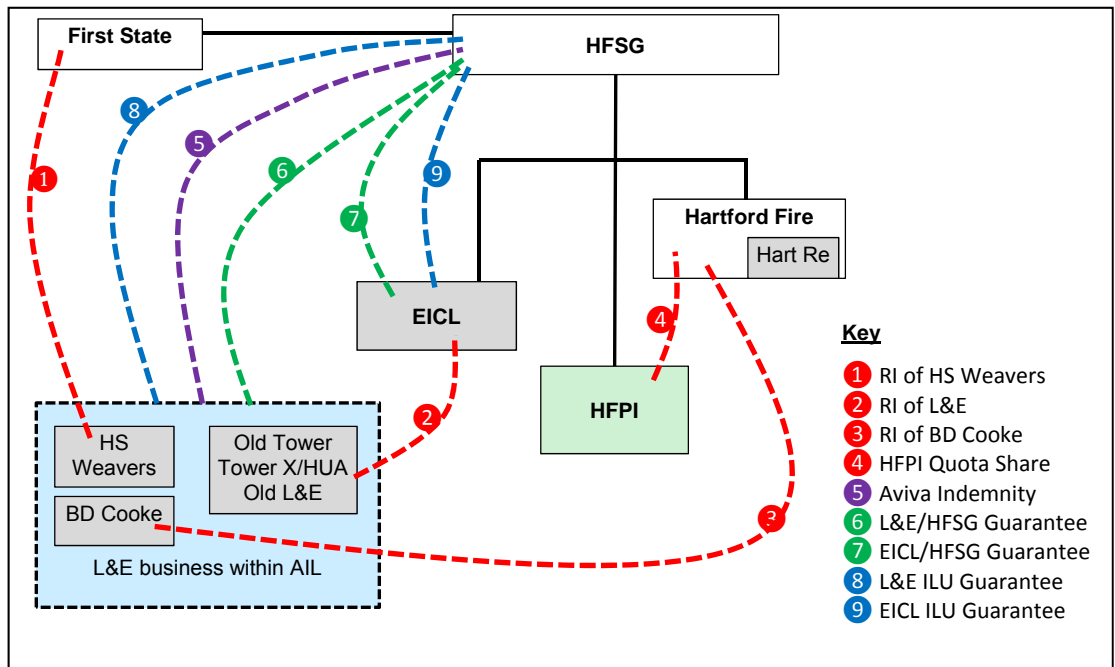 First State
HFSG
8
5
1
6
9
7
Hartford Fire
Hart Re
EICL
4
Key
HFPI
2
HS
Weavers
Old Tower
Tower X/HUA
Old L&E
BD Cooke
3
L&E business within AIL
1 RI of HS Weavers
2 RI of L&E
3 RI of BD Cooke
4 HFPI Quota Share
5 Aviva Indemnity
6 L&E/HFSG Guarantee
7 EICL/HFSG Guarantee
8 L&E ILU Guarantee
9 EICL ILU Guarantee